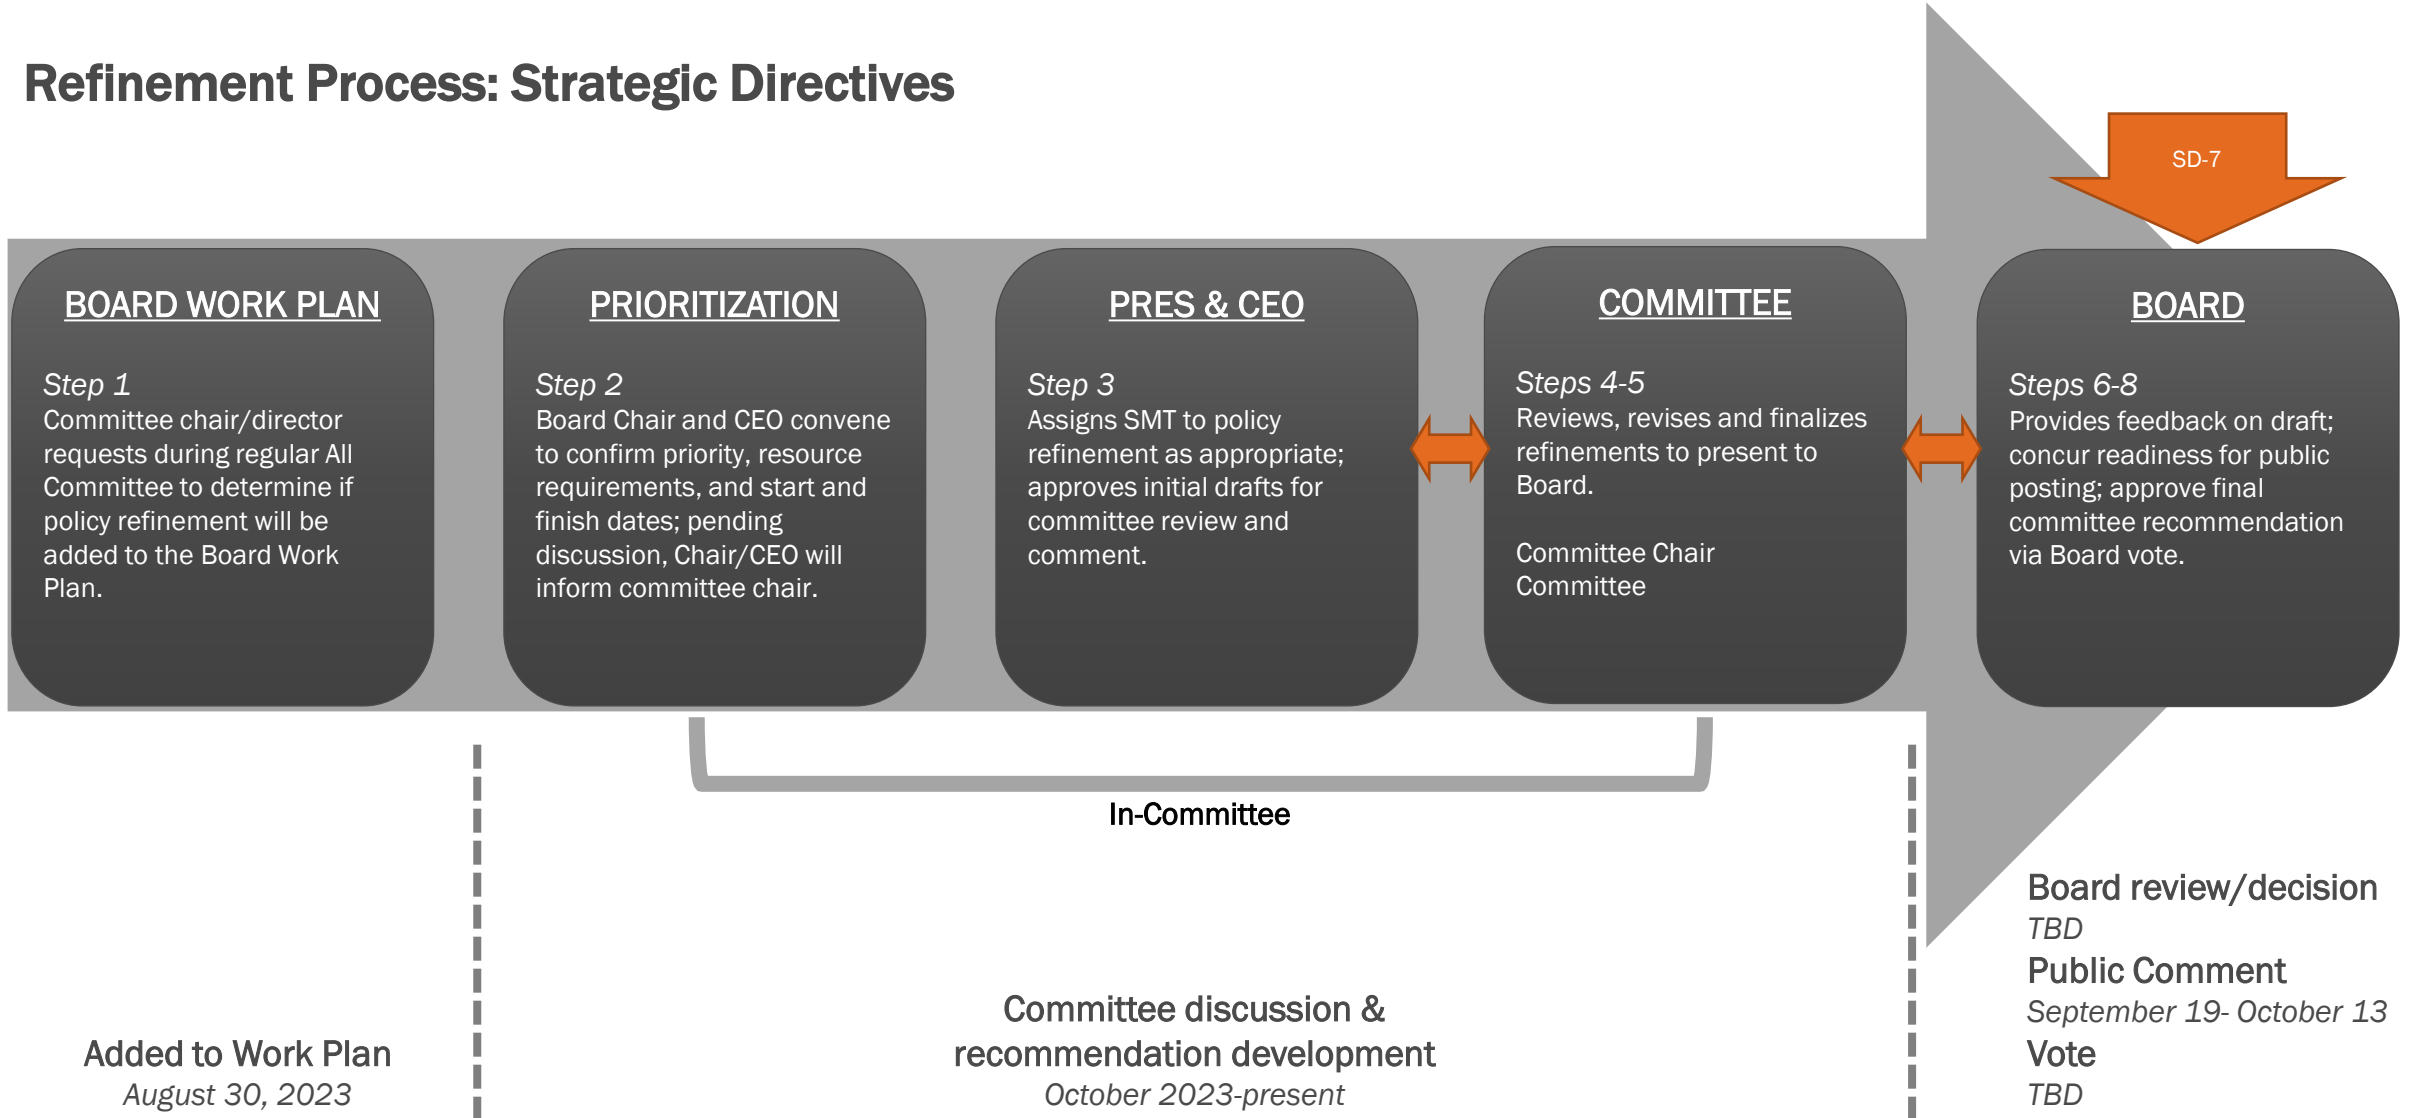 Refinement Process: Strategic Directives
SD-7
BOARD WORK PLAN
Step 1
Committee chair/director
requests during regular All
Committee to determine if
policy refinement will be
added to the Board Work
Plan.
PRIORITIZATION
Step 2
Board Chair and CEO convene
to confirm priority, resource
requirements, and start and
finish dates; pending
discussion, Chair/CEO will
inform committee chair.
PRES & CEO
Step 3
Assigns SMT to policy
refinement as appropriate;
approves initial drafts for
committee review and
comment.
COMMITTEE
Steps 4-5
Reviews, revises and finalizes
refinements to present to
Board.
Committee Chair
Committee
BOARD
Steps 6-8
Provides feedback on draft;
concur readiness for public
posting; approve final
committee recommendation
via Board vote.
In-Committee
Added to Work Plan
August 30, 2023
Committee discussion &
recommendation development
October 2023-present
Board review/decision
TBD
Public Comment
September 19- October 13
Vote
TBD